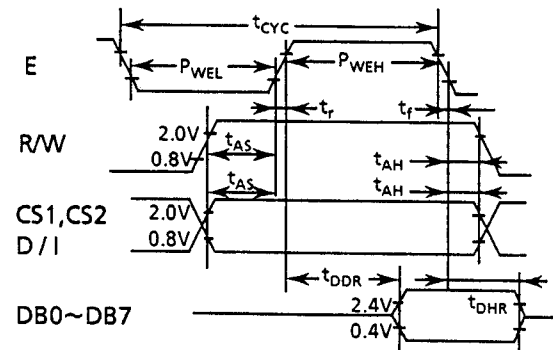 tCYC
E
PWEL
PWEH
tr
tf
R/W
2.0V
0.8V
tAS
tAH
tAS
tAH
CS1,CS2
D / I
2.0V
0.8V
tDDR
tDHR
DB0~DB7
2.4V
0.4V